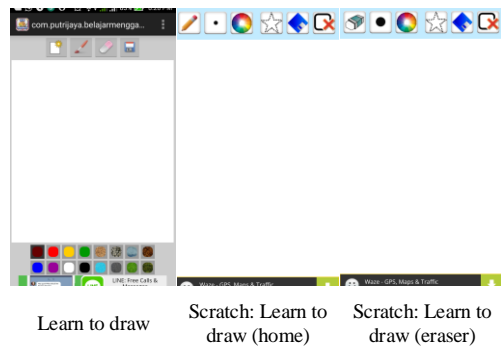 com.putrijaya.belajarmengga...
LINE: Free Calls &
Waze - GPS, Maps & Traffic
Waze - GPS, Maps & Traffic
Learn to draw
Scratch: Learn to
draw (home)
Scratch: Learn to
draw (eraser)